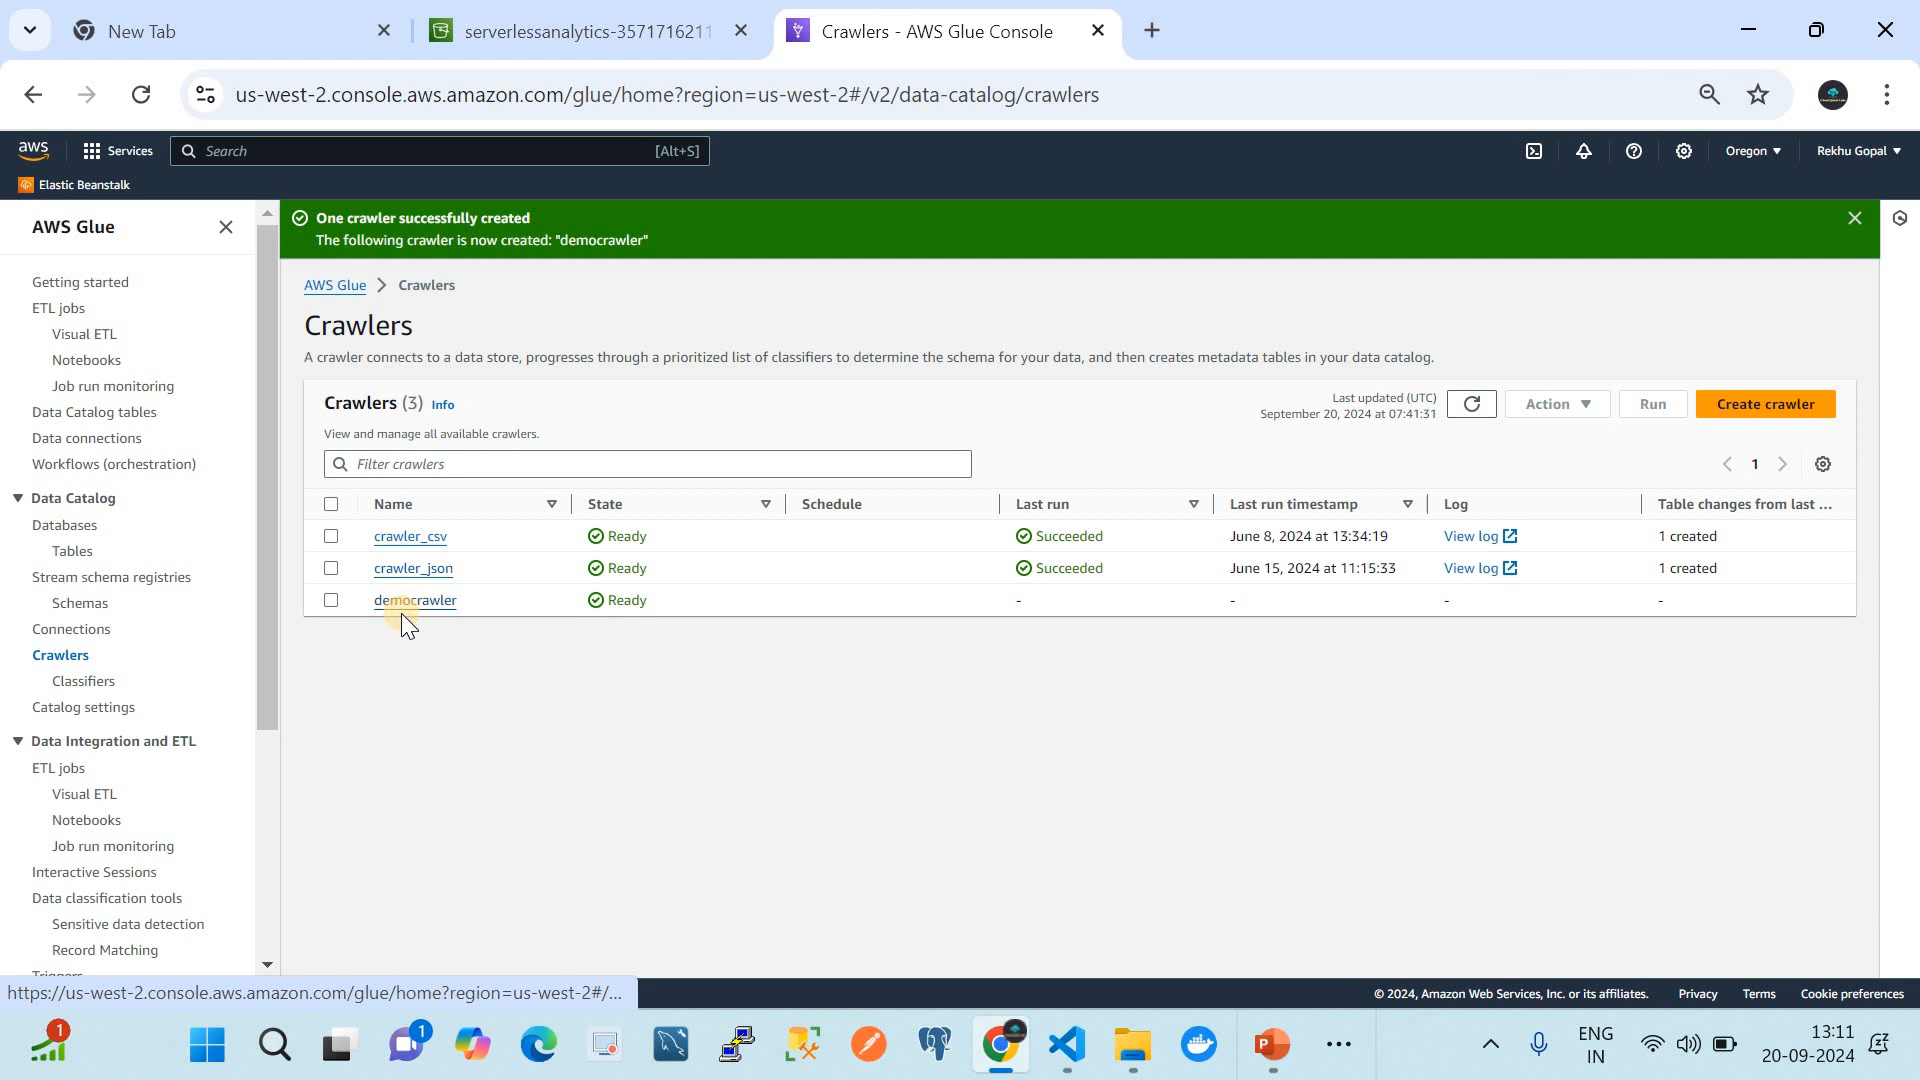 New Tab
serverlessanalytics-3571716211
Crawlers - AWS Glue Console
us-west-2.console.aws.amazon.com/glue/home?region=us-west-2#/v2/data-catalog/crawlers
aws
Services
Search
[Alt+S]
Oregon
Rekhu Gopal
Elastic Beanstalk
AWS Glue
Getting started
ETL jobs
Visual ETL
Notebooks
Job run monitoring
Data Catalog tables
Data connections
Workflows (orchestration)
Data Catalog
Databases
Tables
Stream schema registries
Schemas
Connections
Crawlers
Classifiers
Catalog settings
Data Integration and ETL
ETL jobs
Visual ETL
Notebooks
Job run monitoring
Interactive Sessions
Data classification tools
Sensitive data detection
Record Matching
Triggers
One crawler successfully created
The following crawler is now created: "democrawler"
AWS Glue > Crawlers
Crawlers
A crawler connects to a data store, progresses through a prioritized list of classifiers to determine the schema for your data, and then creates metadata tables in your data catalog.
Crawlers (3) Info
View and manage all available crawlers.
Last updated (UTC)
September 20, 2024 at 07:41:31
Action
Run
Create crawler
Filter crawlers
1
Name State Schedule Last run Last run timestamp Log Table changes from last ...
crawler_csv Ready Succeeded June 8, 2024 at 13:34:19 View log 1 created
crawler_json Ready Succeeded June 15, 2024 at 11:15:33 View log 1 created
democrawler Ready - - - -
https://us-west-2.console.aws.amazon.com/glue/home?region=us-west-2#/...
© 2024, Amazon Web Services, Inc. or its affiliates.
Privacy
Terms
Cookie preferences
1
1
ENG
IN
13:11
20-09-2024